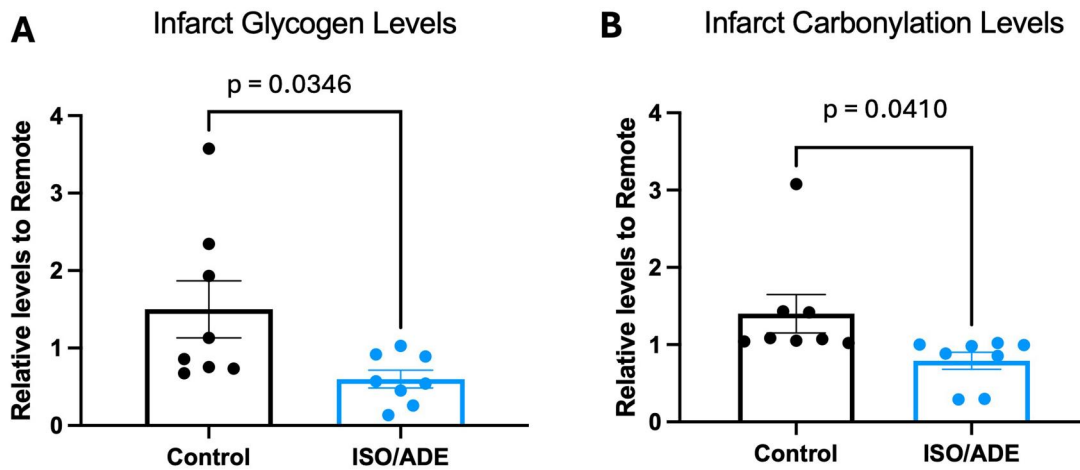 A
Infarct Glycogen Levels
p = 0.0346
Relative levels to Remote
4
3
2
1
0
Control
ISO/ADE
B
Infarct Carbonylation Levels
p = 0.0410
Relative levels to Remote
4
3
2
1
0
Control
ISO/ADE